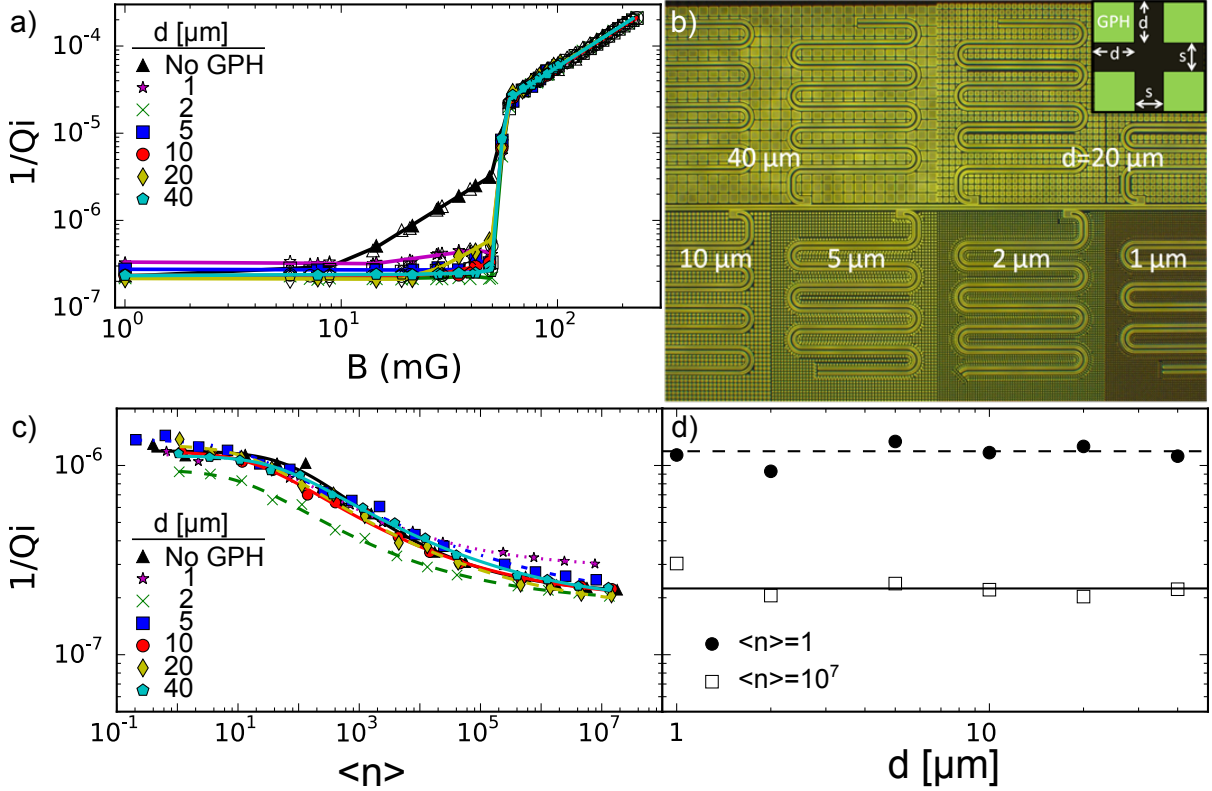 a)
d [µm]
No GPH
1
2
5
10
20
40
1/Qi
10⁻⁴
10⁻⁵
10⁻⁶
10⁻⁷
10⁰
10¹
10²
B (mG)
b)
GPH
d
d
s
s
40 µm
d=20 µm
10 µm
5 µm
2 µm
1 µm
c)
1/Qi
10⁻⁶
10⁻⁷
d [µm]
No GPH
1
2
5
10
20
40
10⁻¹
10¹
10³
10⁵
10⁷
<n>
d)
<n>=1
<n>=10⁷
1
10
d [µm]